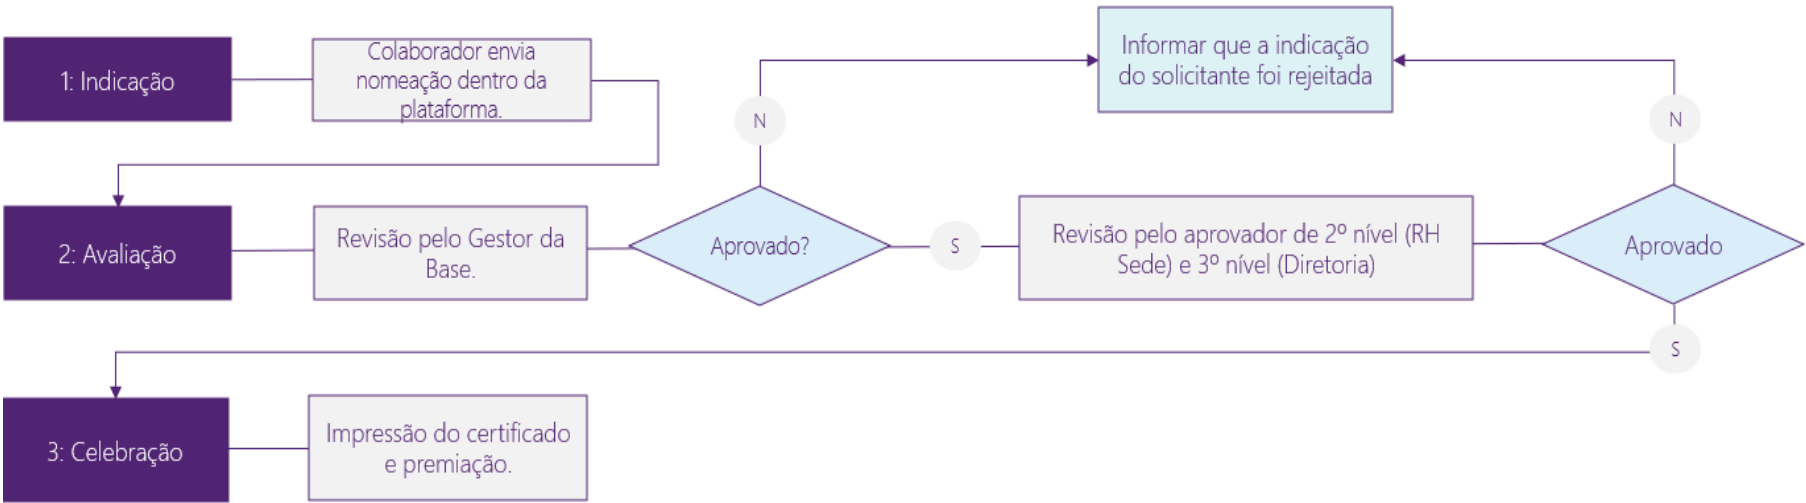 1: Indicação
Colaborador envia
nomeação dentro da
plataforma.
Informar que a indicação
do solicitante foi rejeitada
N
N
2: Avaliação
Revisão pelo Gestor da
Base.
Aprovado?
S
Revisão pelo aprovador de 2º nível (RH
Sede) e 3º nível (Diretoria)
Aprovado
S
3: Celebração
Impressão do certificado
e premiação.